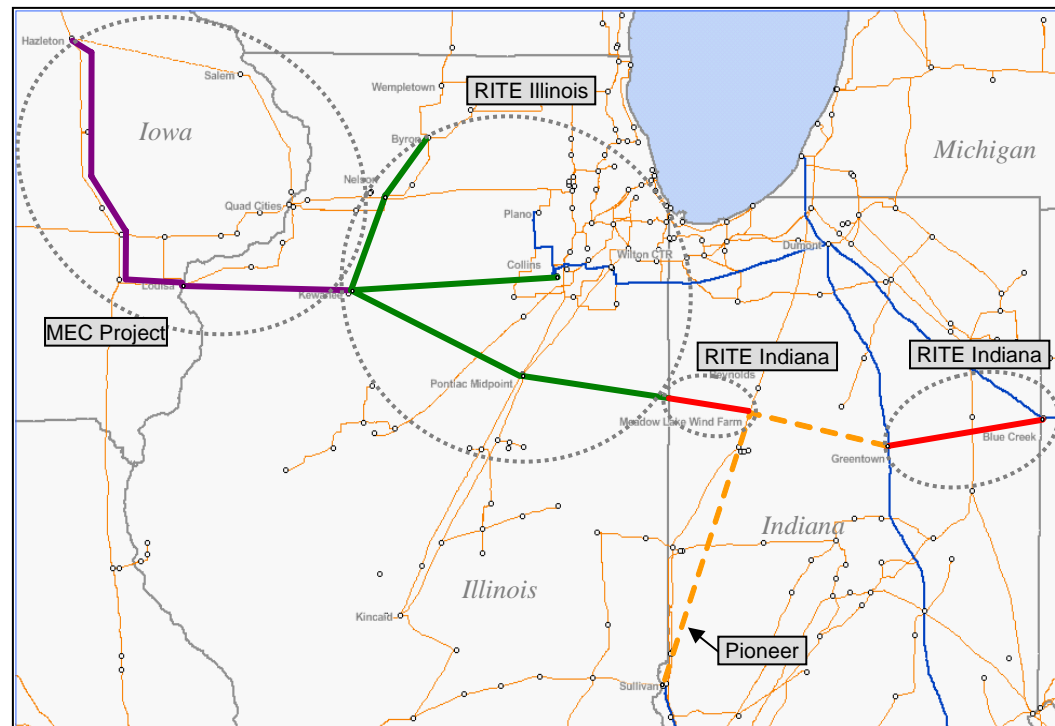 Hazleton
Salem
Wempletown
RITE Illinois
Iowa
Byron
Michigan
Nelson
Quad Cities
Plano
Dumont
Wilton CTR
Collins
Louisa
Kewanee
MEC Project
RITE Indiana
RITE Indiana
Reynolds
Pontiac Midpoint
Meadow Lake Wind Farm
Blue Creek
Greentown
Indiana
Illinois
Kincaid
Pioneer
Sullivan